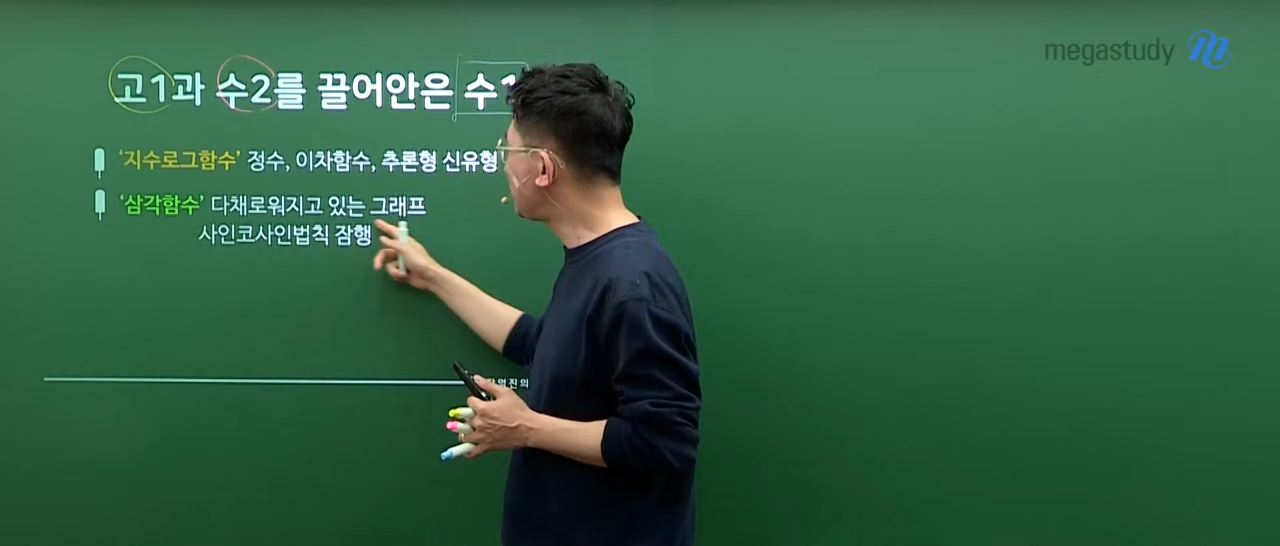 megastudy
고1과 수2를 끌어안은 수1
'지수로그함수' 정수, 이차함수, 추론형 신유형
'삼각함수' 다채로워지고 있는 그래프
사인코사인법칙 잠행